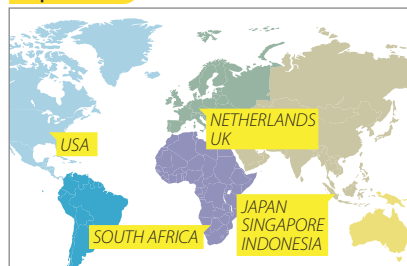 USA
NETHERLANDS
UK
SOUTH AFRICA
JAPAN
SINGAPORE
INDONESIA